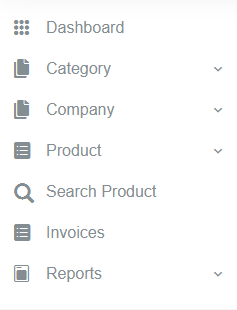 Dashboard
Category
Company
Product
Search Product
Invoices
Reports